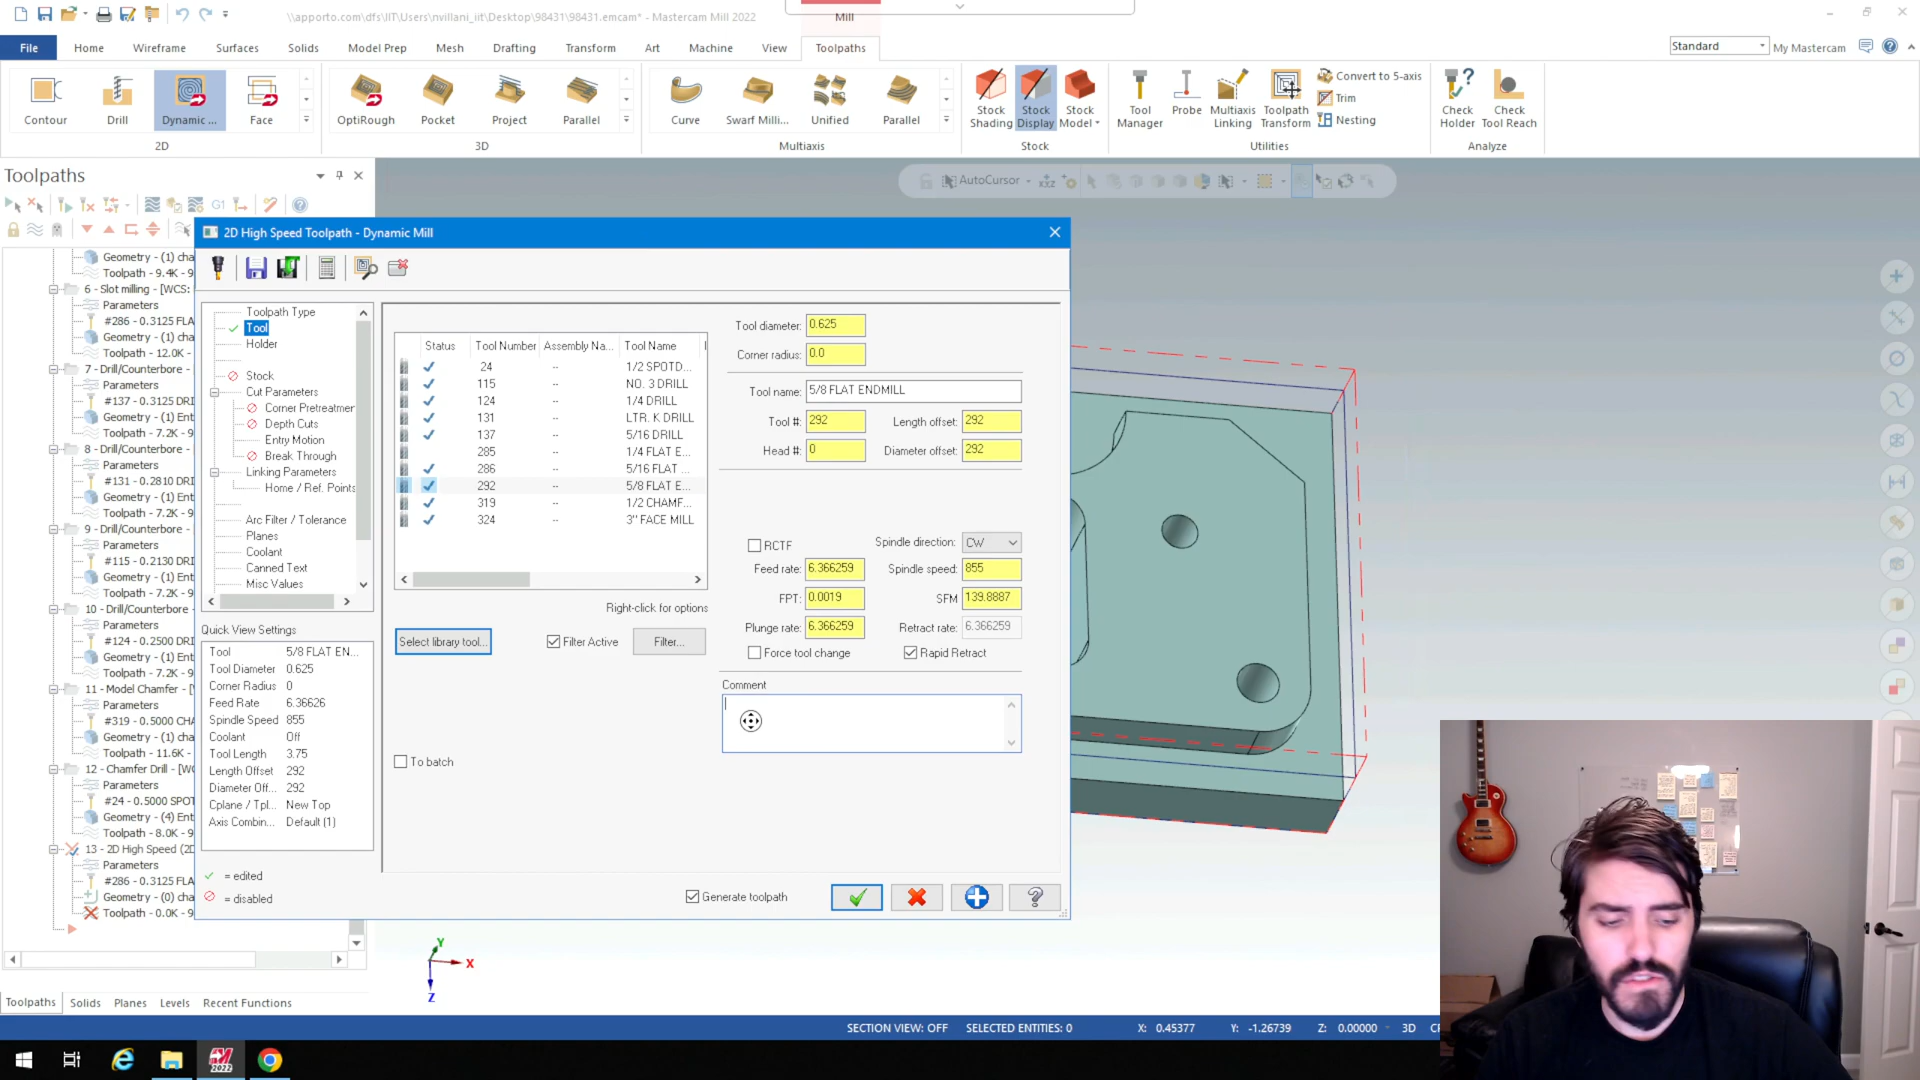 \\apporto.com\dfs\IIT\Users\nvillani_iit\Desktop\98431\98431.emcam* - Mastercam Mill 2022
Mill
File Home Wireframe Surfaces Solids Model Prep Mesh Drafting Transform Art Machine View Toolpaths
Standard My Mastercam
Contour Drill Dynamic ... Face
OptiRough Pocket Project Parallel
Curve Swarf Milli... Unified Parallel
Stock Shading Stock Display Stock Model
Tool Manager Probe Multiaxis Linking Toolpath Transform
Convert to 5-axis
Trim
Nesting
Check Holder Check Tool Reach
2D 3D Multiaxis Stock Utilities Analyze
Toolpaths
AutoCursor
XYZ
G1
Geometry - (1) cha
Toolpath - 9.4K - 9
6 - Slot milling - [WCS:
Parameters
#286 - 0.3125 FLA
Geometry - (1) cha
Toolpath - 12.0K -
7 - Drill/Counterbore -
Parameters
#137 - 0.3125 DRI
Geometry - (1) Ent
Toolpath - 7.2K - 9
8 - Drill/Counterbore -
Parameters
#131 - 0.2810 DRI
Geometry - (1) Ent
Toolpath - 7.2K - 9
9 - Drill/Counterbore -
Parameters
#115 - 0.2130 DRI
Geometry - (1) Ent
Toolpath - 7.2K - 9
10 - Drill/Counterbore
Parameters
#124 - 0.2500 DRI
Geometry - (1) Ent
Toolpath - 7.2K - 9
11 - Model Chamfer - [
Parameters
#319 - 0.5000 CHA
Geometry - (1) cha
Toolpath - 11.6K -
12 - Chamfer Drill - [WC
Parameters
#24 - 0.5000 SPOT
Geometry - (4) Ent
Toolpath - 8.0K - 9
13 - 2D High Speed (2D
Parameters
#286 - 0.3125 FLA
Geometry - (0) cha
Toolpath - 0.0K - 9
Toolpaths Solids Planes Levels Recent Functions
2D High Speed Toolpath - Dynamic Mill
Toolpath Type
Tool
Holder
Stock
Cut Parameters
Corner Pretreatmer
Depth Cuts
Entry Motion
Break Through
Linking Parameters
Home / Ref. Points
Arc Filter / Tolerance
Planes
Coolant
Canned Text
Misc Values
Quick View Settings
Tool 5/8 FLAT EN...
Tool Diameter 0.625
Corner Radius 0
Feed Rate 6.36626
Spindle Speed 855
Coolant Off
Tool Length 3.75
Length Offset 292
Diameter Off... 292
Cplane / Tpl... New Top
Axis Combin... Default (1)
= edited
= disabled
Status Tool Number Assembly Na... Tool Name
24 -- 1/2 SPOTD...
115 -- NO. 3 DRILL
124 -- 1/4 DRILL
131 -- LTR. K DRILL
137 -- 5/16 DRILL
285 -- 1/4 FLAT E...
286 -- 5/16 FLAT ...
292 -- 5/8 FLAT E...
319 -- 1/2 CHAMF...
324 -- 3" FACE MILL
Right-click for options
Select library tool... Filter Active Filter...
To batch
Tool diameter: 0.625
Corner radius: 0.0
Tool name: 5/8 FLAT ENDMILL
Tool #: 292 Length offset: 292
Head #: 0 Diameter offset: 292
RCTF Spindle direction: CW
Feed rate: 6.366259 Spindle speed: 855
FPT: 0.0019 SFM 139.8887
Plunge rate: 6.366259 Retract rate: 6.366259
Force tool change Rapid Retract
Comment
Generate toolpath
Y
X
Z
SECTION VIEW: OFF SELECTED ENTITIES: 0 X: 0.45377 Y: -1.26739 Z: 0.00000 3D
2022